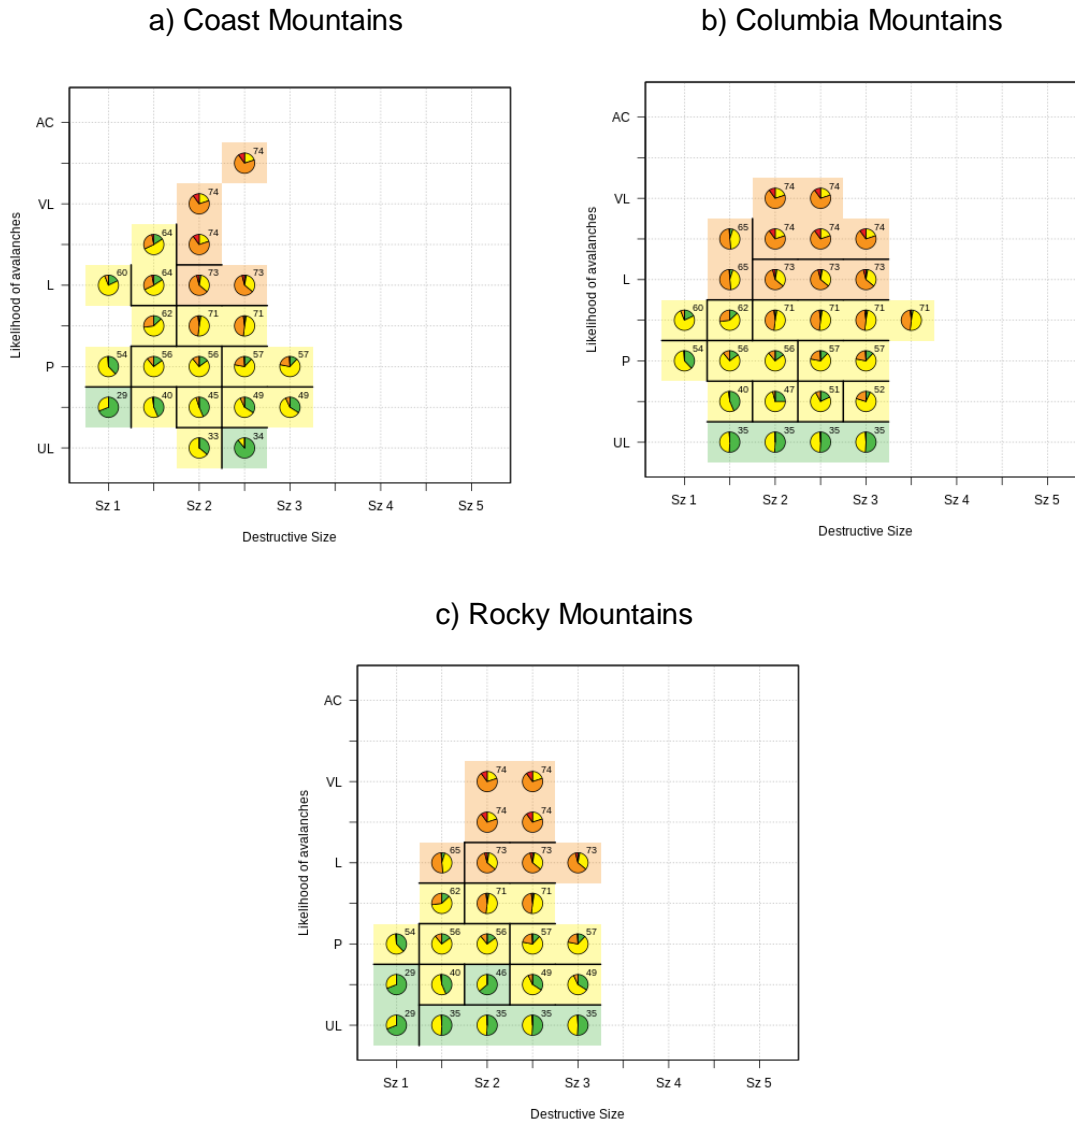 a) Coast Mountains
AC
74
VL 74
64 74
L 60 64 73 73
62 71 71
P 54 56 56 57 57
29 40 45 49 49
UL 33 34
Sz 1 Sz 2 Sz 3 Sz 4 Sz 5
Destructive Size
Likelihood of avalanches
b) Columbia Mountains
AC
VL 74 74
65 74 74 74
L 65 73 73 73
60 62 71 71 71 71
P 54 56 56 57 57
40 47 51 52
UL 35 35 35 35
Sz 1 Sz 2 Sz 3 Sz 4 Sz 5
Destructive Size
Likelihood of avalanches
c) Rocky Mountains
AC
VL 74 74
74 74
L 65 73 73 73
62 71 71
P 54 56 56 57 57
29 40 46 49 49
UL 29 35 35 35 35
Sz 1 Sz 2 Sz 3 Sz 4 Sz 5
Destructive Size
Likelihood of avalanches